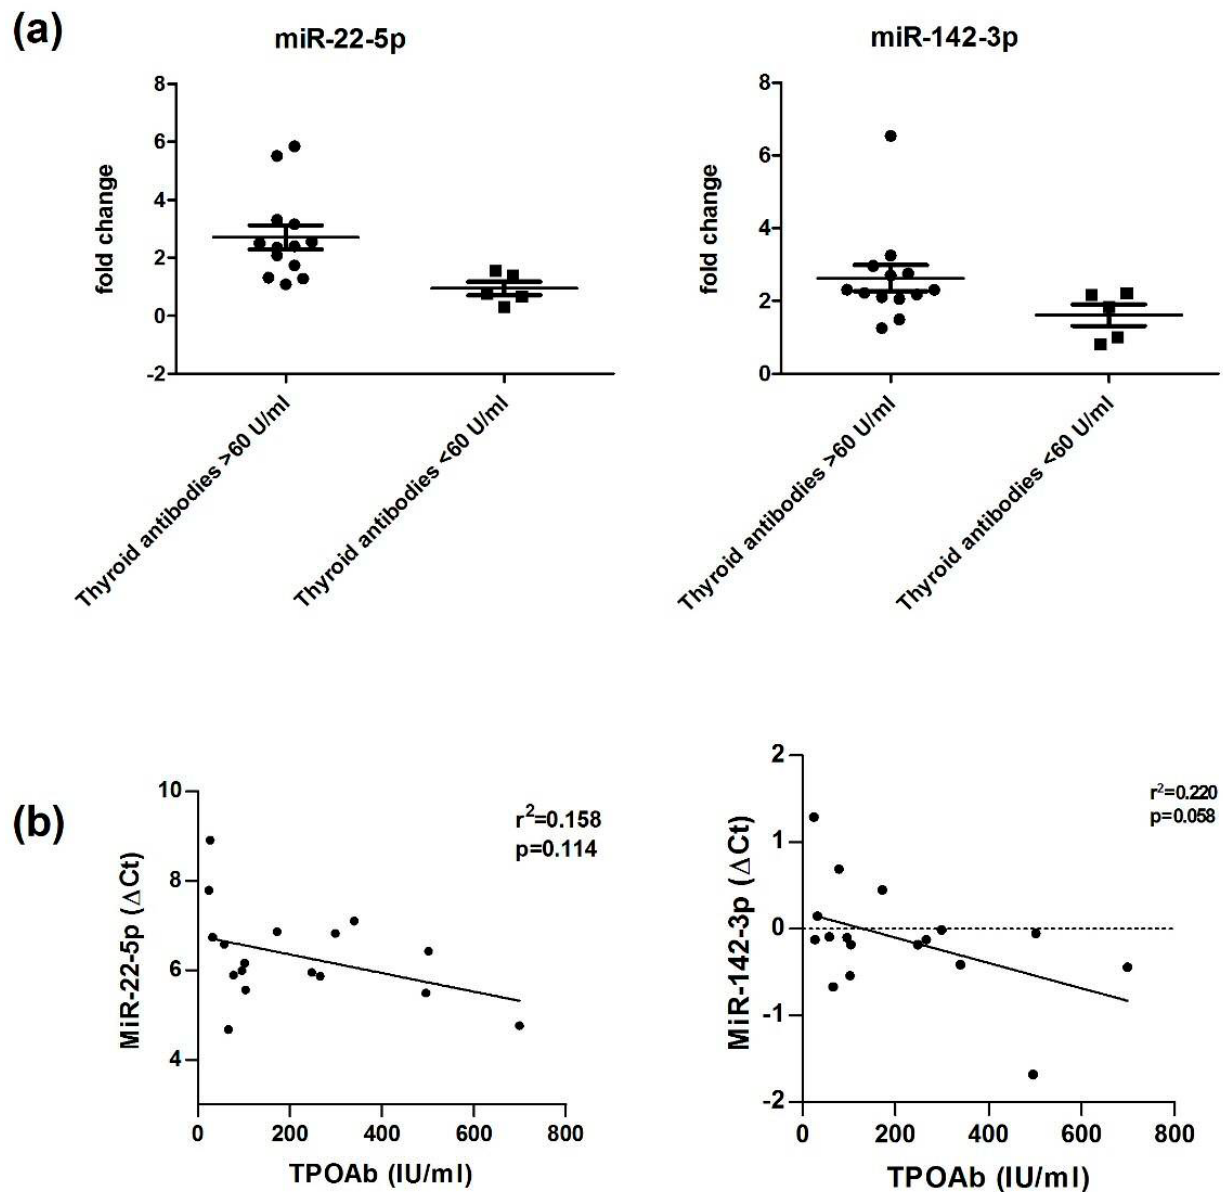 (a)
miR-22-5p
8
6
4
2
0
-2
fold change
Thyroid antibodies >60 U/ml
Thyroid antibodies <60 U/ml
miR-142-3p
8
6
4
2
0
fold change
Thyroid antibodies >60 U/ml
Thyroid antibodies <60 U/ml
(b)
10
8
6
4
MiR-22-5p (ΔCt)
r²=0.158
p=0.114
0 200 400 600 800
TPOAb (IU/ml)
2
1
0
-1
-2
MiR-142-3p (ΔCt)
r²=0.220
p=0.058
0 200 400 600 800
TPOAb (IU/ml)